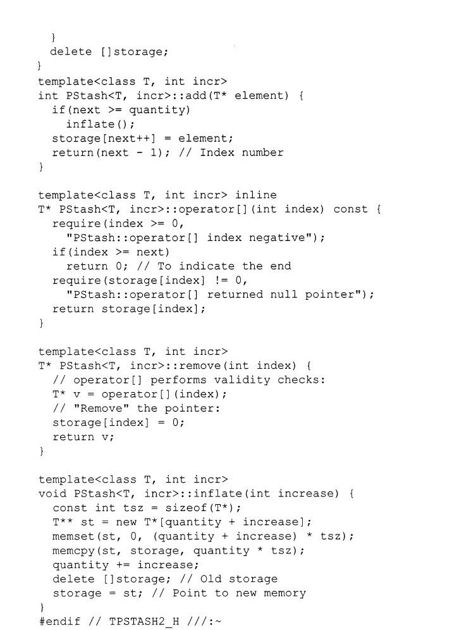 }
  delete []storage;
}
template<class T, int incr>
int PStash<T, incr>::add(T* element) {
  if(next >= quantity)
    inflate();
  storage[next++] = element;
  return(next - 1); // Index number
}

template<class T, int incr> inline
T* PStash<T, incr>::operator[](int index) const {
  require(index >= 0,
    "PStash::operator[] index negative");
  if(index >= next)
    return 0; // To indicate the end
  require(storage[index] != 0,
    "PStash::operator[] returned null pointer");
  return storage[index];
}

template<class T, int incr>
T* PStash<T, incr>::remove(int index) {
  // operator[] performs validity checks:
  T* v = operator[](index);
  // "Remove" the pointer:
  storage[index] = 0;
  return v;
}

template<class T, int incr>
void PStash<T, incr>::inflate(int increase) {
  const int tsz = sizeof(T*);
  T** st = new T*[quantity + increase];
  memset(st, 0, (quantity + increase) * tsz);
  memcpy(st, storage, quantity * tsz);
  quantity += increase;
  delete []storage; // Old storage
  storage = st; // Point to new memory
}
#endif // TPSTASH2_H ///:~